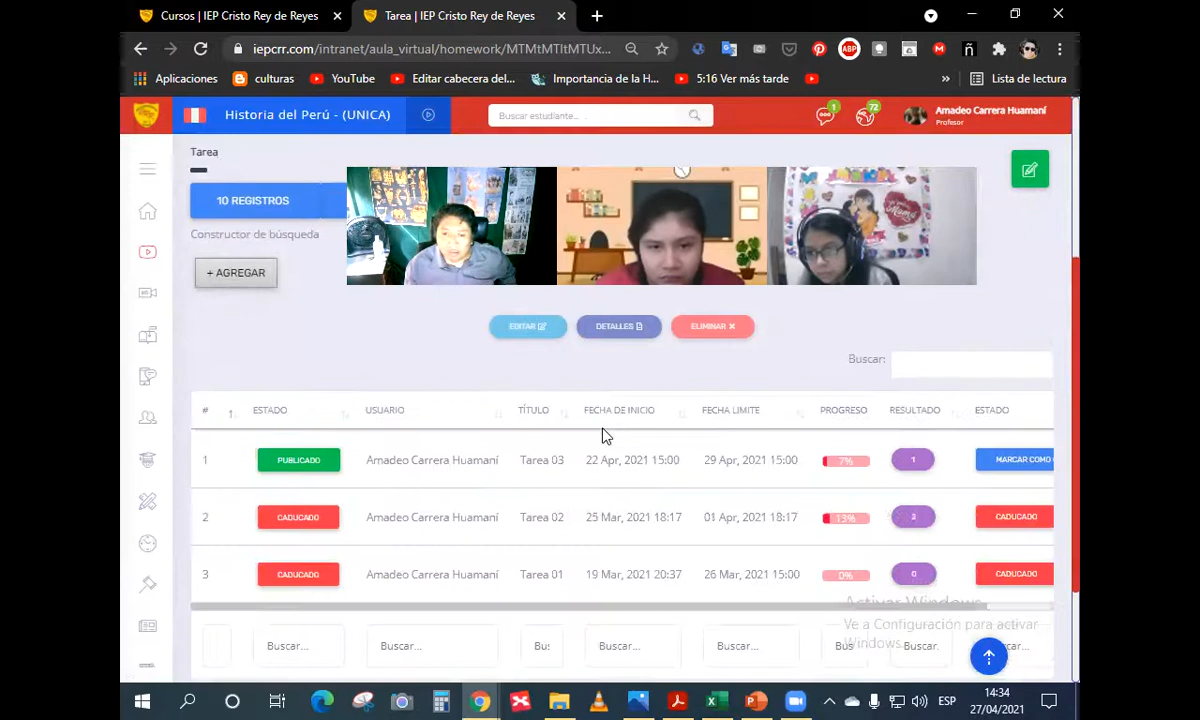 Cursos | IEP Cristo Rey de Reyes
Tarea | IEP Cristo Rey de Reyes
iepcrr.com/intranet/aula_virtual/homework/MTMtMTItMTUx...
Aplicaciones
culturas
YouTube
Editar cabecera del...
Importancia de la H...
5:16 Ver más tarde
»
Lista de lectura
Historia del Perú - (UNICA)
Buscar estudiante...
1
72
Amadeo Carrera Huamaní
Profesor
Tarea
10 REGISTROS
Constructor de búsqueda
+ AGREGAR
EDITAR
DETALLES
ELIMINAR
Buscar:
# ESTADO USUARIO TÍTULO FECHA DE INICIO FECHA LIMITE PROGRESO RESULTADO ESTADO
1 PUBLICADO Amadeo Carrera Huamaní Tarea 03 22 Apr, 2021 15:00 29 Apr, 2021 15:00 7% 1 MARCAR COMO
2 CADUCADO Amadeo Carrera Huamaní Tarea 02 25 Mar, 2021 18:17 01 Apr, 2021 18:17 13% 2 CADUCADO
3 CADUCADO Amadeo Carrera Huamaní Tarea 01 19 Mar, 2021 20:37 26 Mar, 2021 15:00 0% 0 CADUCADO
Activar Windows
Ve a Configuración para activar
Windows.
Buscar... Buscar... Bus Buscar... Buscar... Bus Buscar.
ESP
14:34
27/04/2021